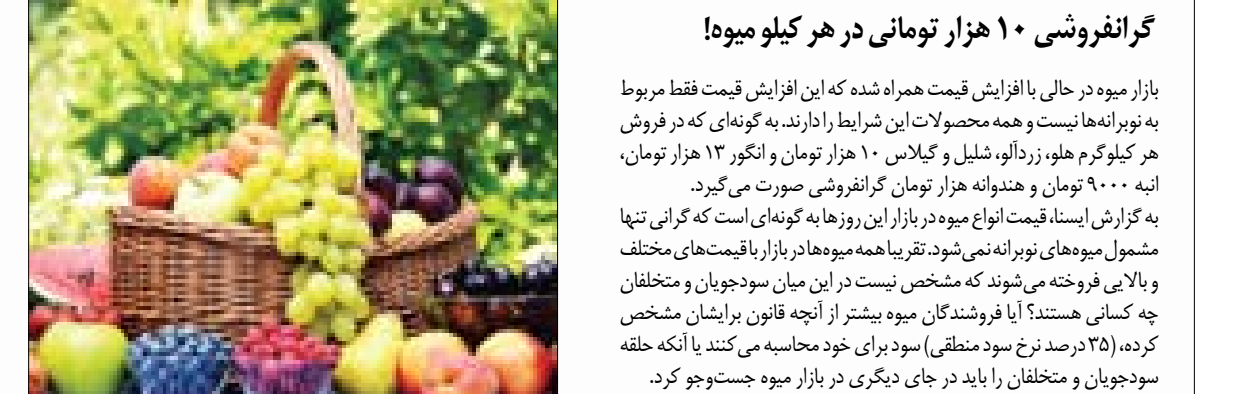 گرانفروشی ۱۰ هزار تومانی در هر کیلو میوه!
بازار میوه در حالی با افزایش قیمت همراه شده که این افزایش قیمت فقط مربوط
به نوبرانه‌ها نیست و همه محصولات این شرایط را دارند. به گونه‌ای که در فروش
هر کیلوگرم هلو، زردآلو، شلیل و گیلاس ۱۰ هزار تومان و انگور ۱۳ هزار تومان،
انبه ۹۰۰۰ تومان و هندوانه هزار تومان گرانفروشی صورت می‌گیرد.
به گزارش ایسنا، قیمت انواع میوه در بازار این روزها به گونه‌ای است که گرانی تنها
مشمول میوه‌های نوبرانه نمی‌شود. تقریبا همه میوه‌ها در بازار با قیمت‌های مختلف
و بالایی فروخته می‌شوند که مشخص نیست در این میان سودجویان و متخلفان
چه کسانی هستند؟ آیا فروشندگان میوه بیشتر از آنچه قانون برایشان مشخص
کرده، (۳۵ درصد نرخ سود منطقی) سود برای خود محاسبه می‌کنند یا آنکه حلقه
سودجویان و متخلفان را باید در جای دیگری در بازار میوه جست‌وجو کرد.